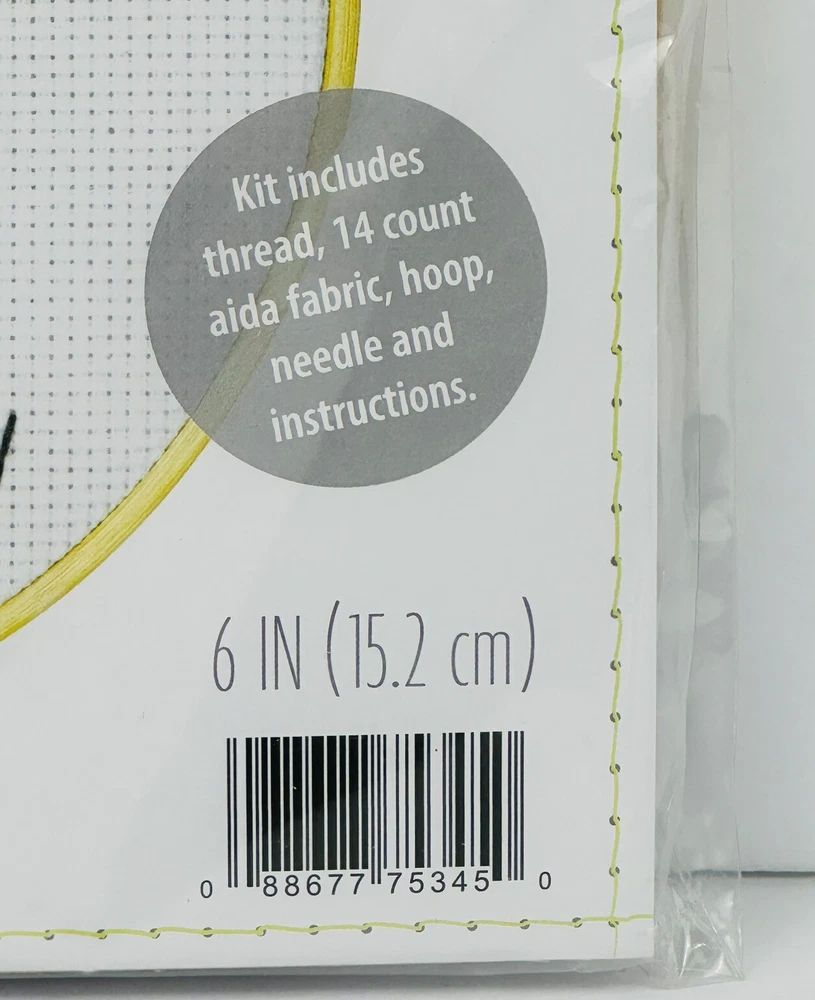 Kit includes
thread, 14 count
aida fabric, hoop,
needle and
instructions.
6 IN (15.2 cm)
0 88677 75345 0